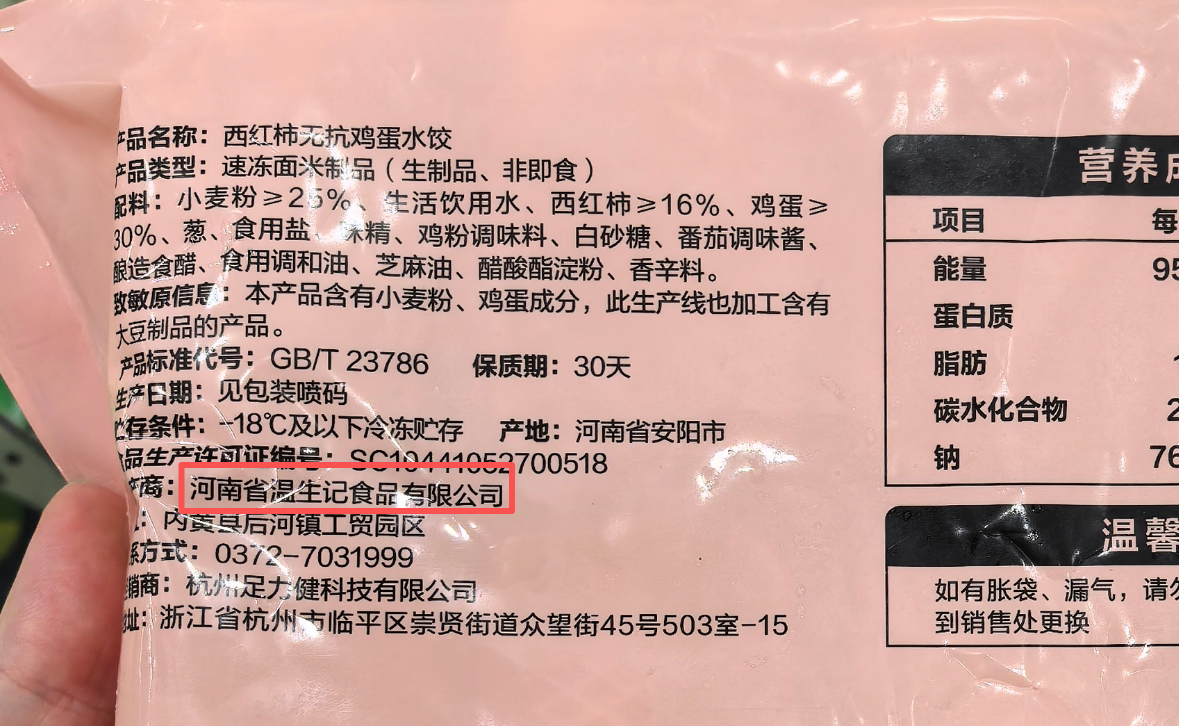 产品名称：西红柿无抗鸡蛋水饺
产品类型：速冻面米制品（生制品、非即食）
配料：小麦粉≥25%、生活饮用水、西红柿≥16%、鸡蛋≥
30%、葱、食用盐、味精、鸡粉调味料、白砂糖、番茄调味酱、
酿造食醋、食用调和油、芝麻油、醋酸酯淀粉、香辛料。
致敏原信息：本产品含有小麦粉、鸡蛋成分，此生产线也加工含有
大豆制品的产品。
产品标准代号：GB/T 23786 保质期：30天
生产日期：见包装喷码
贮存条件：-18℃及以下冷冻贮存 产地：河南省安阳市
食品生产许可证编号：SC10441052700518
产商：河南省温生记食品有限公司
址：内黄县后河镇工贸园区
系方式：0372-7031999
销商：杭州足力健科技有限公司
地址：浙江省杭州市临平区崇贤街道众望街45号503室-15
营养成
项目 每
能量 95
蛋白质
脂肪 1
碳水化合物 2
钠 76
温馨
如有胀袋、漏气，请勿
到销售处更换